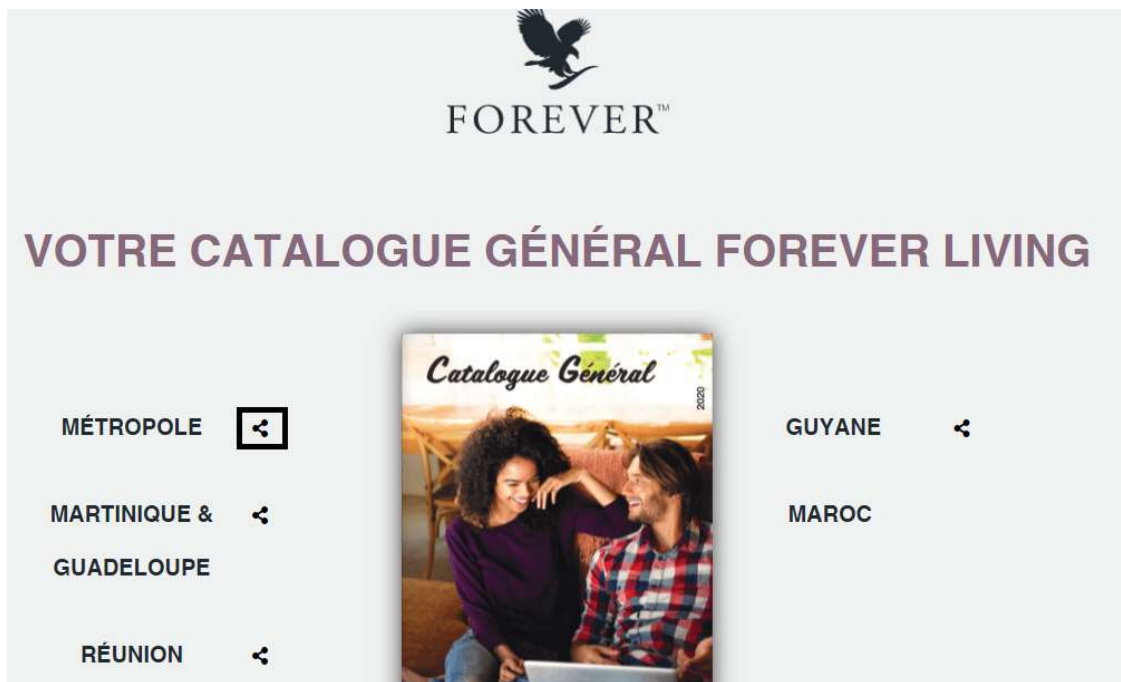 FOREVER™
VOTRE CATALOGUE GÉNÉRAL FOREVER LIVING
Catalogue Général
2020
MÉTROPOLE
MARTINIQUE &
GUADELOUPE
RÉUNION
GUYANE
MAROC